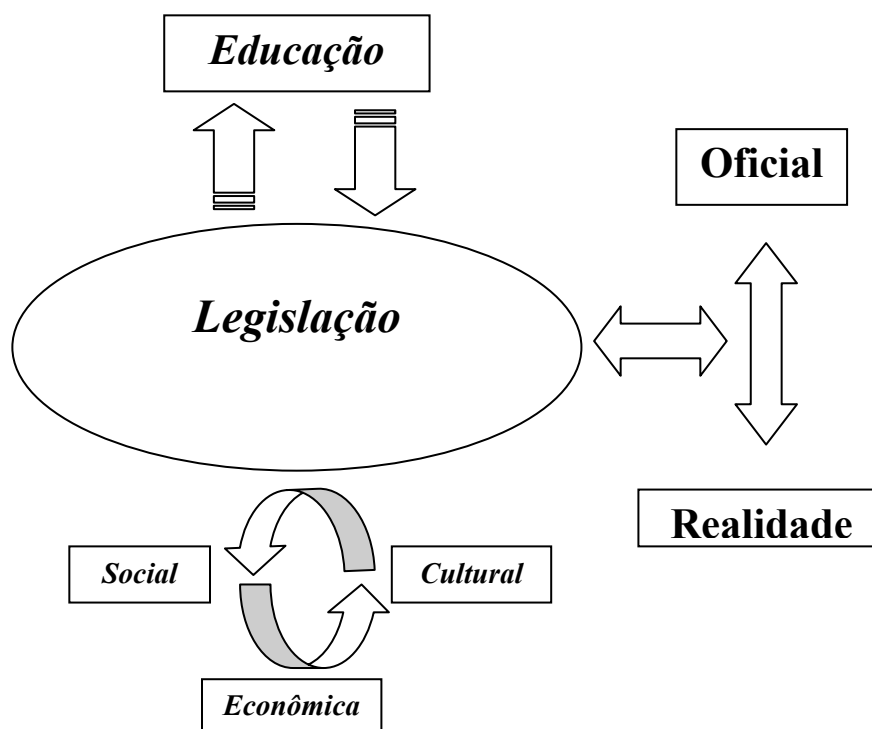 Educação
Oficial
Legislação
Realidade
Social
Cultural
Econômica